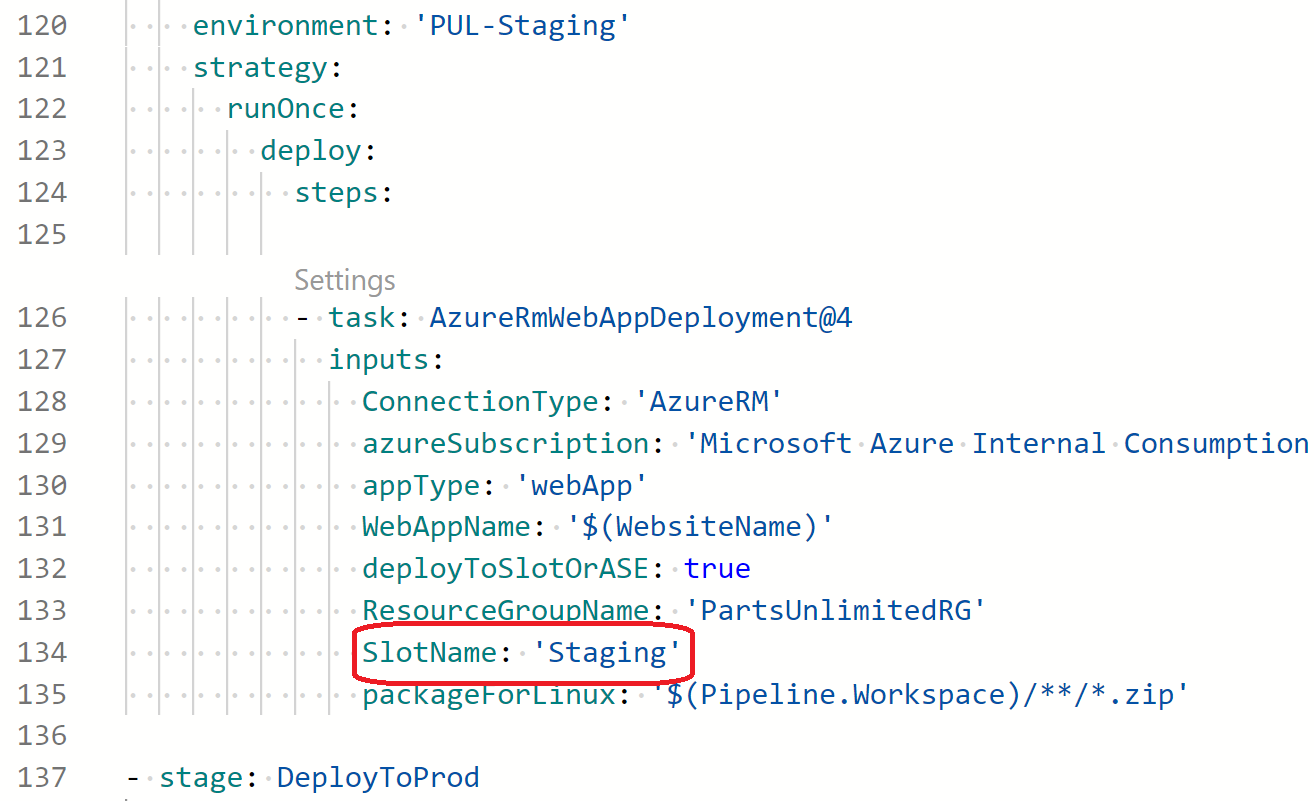 120 environment: 'PUL-Staging'
121 strategy:
122 runOnce:
123 deploy:
124 steps:
125
Settings
126 - task: AzureRmWebAppDeployment@4
127 inputs:
128 ConnectionType: 'AzureRM'
129 azureSubscription: 'Microsoft Azure Internal Consumption
130 appType: 'webApp'
131 WebAppName: '$(WebsiteName)'
132 deployToSlotOrASE: true
133 ResourceGroupName: 'PartsUnlimitedRG'
134 SlotName: 'Staging'
135 packageForLinux: '$(Pipeline.Workspace)/**/*.zip'
136
137 - stage: DeployToProd